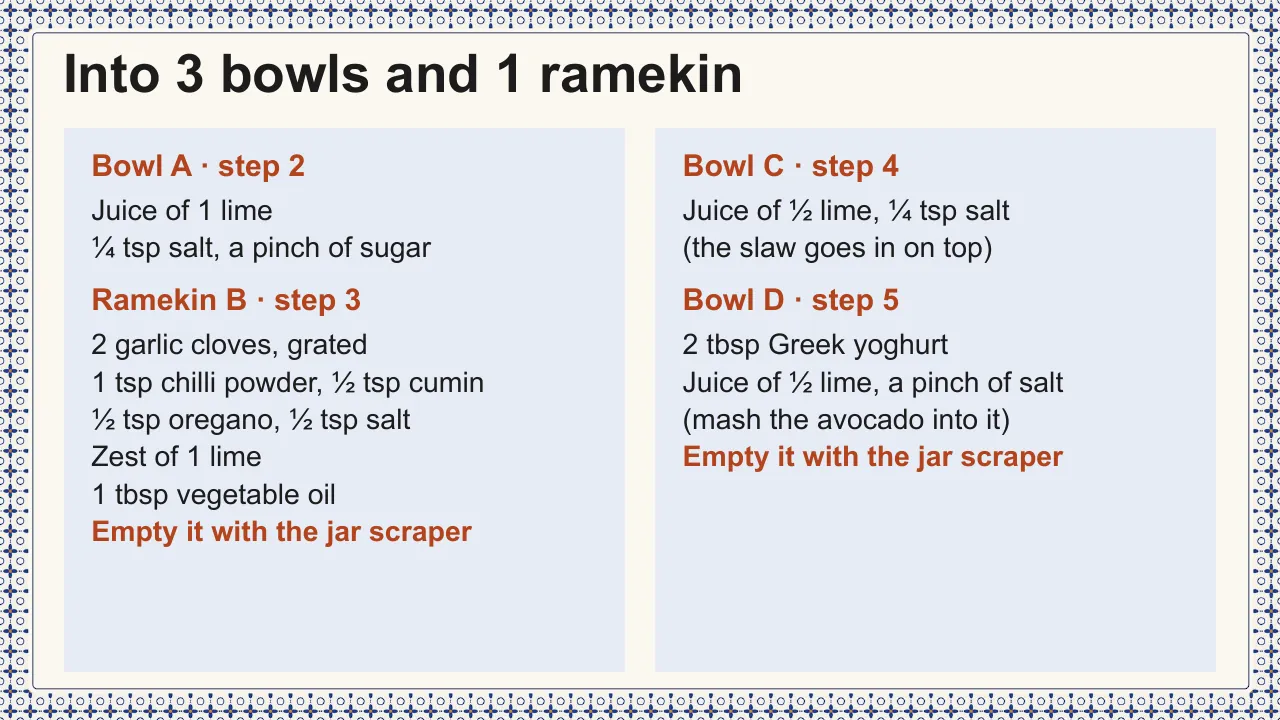 Into 3 bowls and 1 ramekin
Bowl A · step 2
Juice of 1 lime
¼ tsp salt, a pinch of sugar
Ramekin B · step 3
2 garlic cloves, grated
1 tsp chilli powder, ½ tsp cumin
½ tsp oregano, ½ tsp salt
Zest of 1 lime
1 tbsp vegetable oil
Empty it with the jar scraper
Bowl C · step 4
Juice of ½ lime, ¼ tsp salt
(the slaw goes in on top)
Bowl D · step 5
2 tbsp Greek yoghurt
Juice of ½ lime, a pinch of salt
(mash the avocado into it)
Empty it with the jar scraper